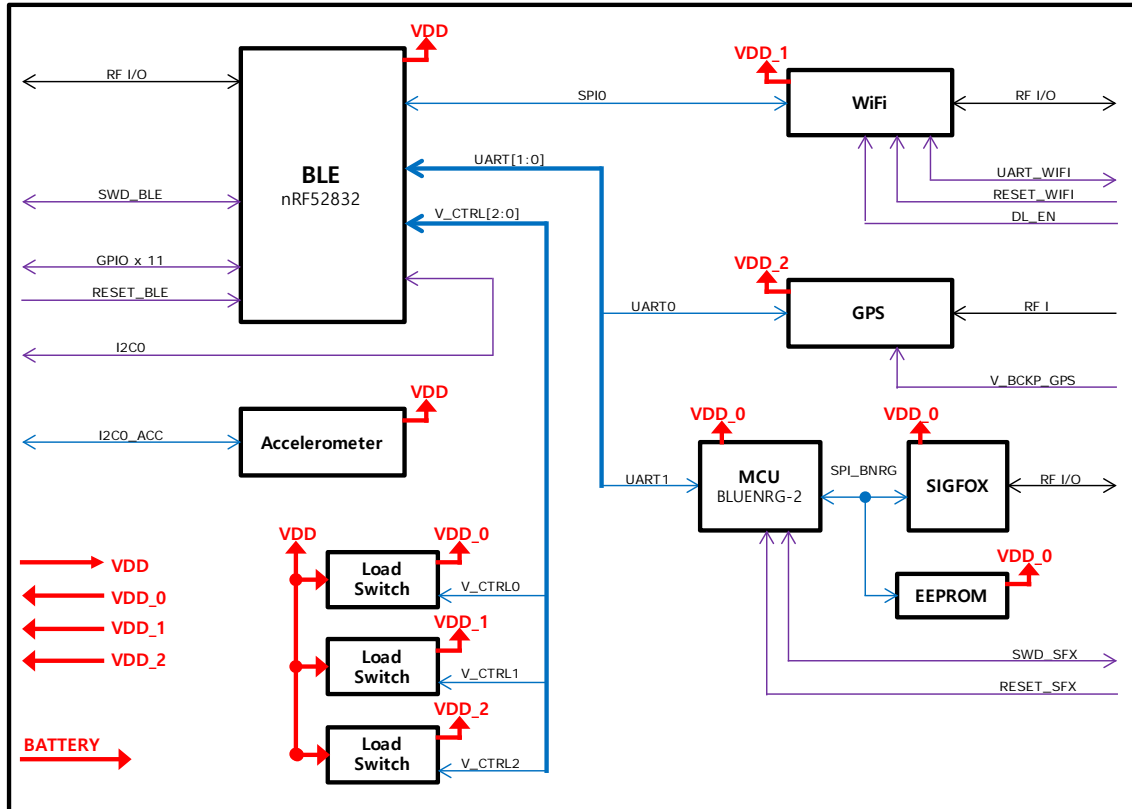 VDD
RF I/O
BLE
nRF52832
SWD_BLE
GPIO x 11
RESET_BLE
I2C0
SPI0
UART[1:0]
V_CTRL[2:0]
VDD_1
WiFi
RF I/O
UART_WIFI
RESET_WIFI
DL_EN
VDD_2
UART0
GPS
RF I
V_BCKP_GPS
VDD
I2C0_ACC
Accelerometer
VDD_0
VDD_0
UART1
MCU
BLUENRG-2
SPI_BNRG
SIGFOX
RF I/O
VDD_0
EEPROM
SWD_SFX
RESET_SFX
VDD
VDD_0
VDD_1
VDD_2
BATTERY
VDD
VDD_0
Load
Switch
V_CTRL0
VDD_1
Load
Switch
V_CTRL1
VDD_2
Load
Switch
V_CTRL2